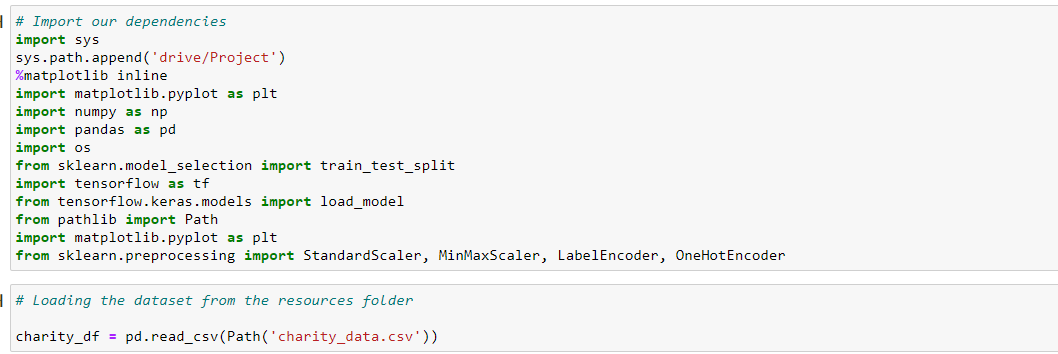 # Import our dependencies
import sys
sys.path.append('drive/Project')
%matplotlib inline
import matplotlib.pyplot as plt
import numpy as np
import pandas as pd
import os
from sklearn.model_selection import train_test_split
import tensorflow as tf
from tensorflow.keras.models import load_model
from pathlib import Path
import matplotlib.pyplot as plt
from sklearn.preprocessing import StandardScaler, MinMaxScaler, LabelEncoder, OneHotEncoder
# Loading the dataset from the resources folder
charity_df = pd.read_csv(Path('charity_data.csv'))